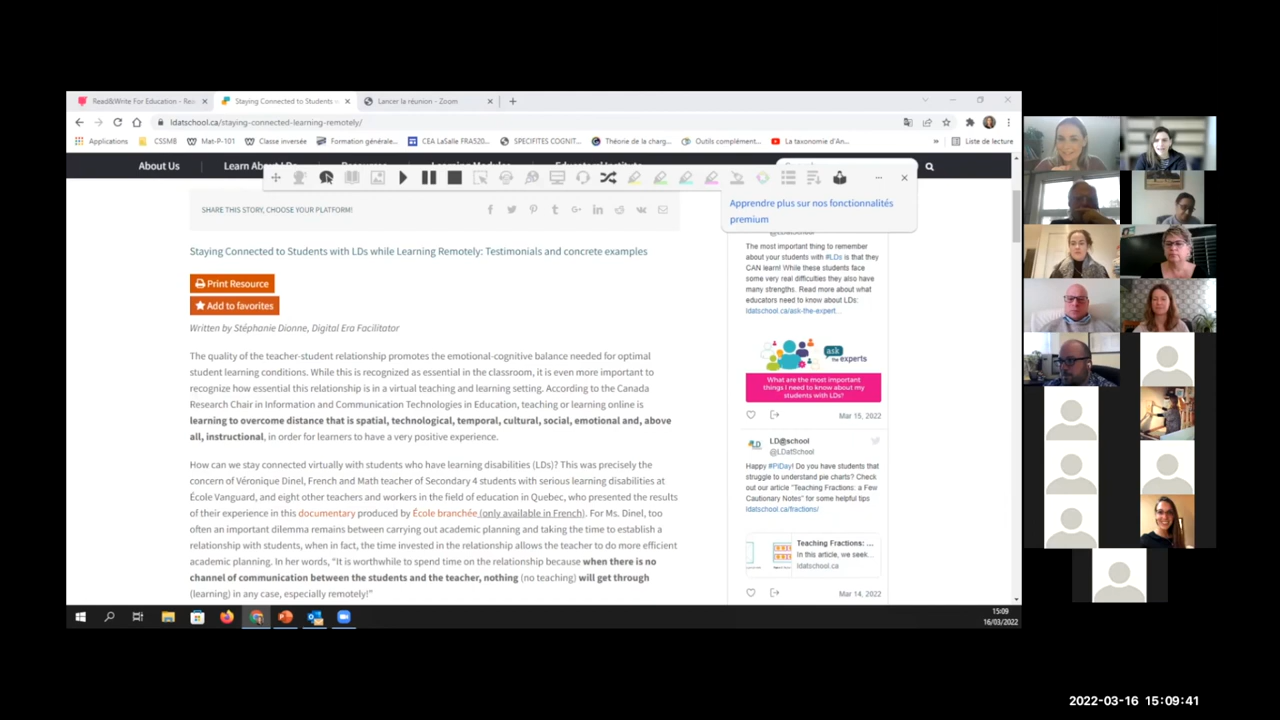 Read&Write For Education - Rea
Staying Connected to Students w
Lancer la réunion - Zoom
ldatschool.ca/staying-connected-learning-remotely/
Applications
CSSMB
Mat-P-101
Classe inversée
Formation générale...
CEA LaSalle FRA520...
SPECIFITES COGNIT...
Théorie de la charg...
Outils complément...
La taxonomie d'An...
Liste de lecture
About Us
Learn About LDs
Apprendre plus sur nos fonctionnalités
premium
SHARE THIS STORY, CHOOSE YOUR PLATFORM!
Staying Connected to Students with LDs while Learning Remotely: Testimonials and concrete examples
Print Resource
Add to favorites
Written by Stéphanie Dionne, Digital Era Facilitator
The quality of the teacher-student relationship promotes the emotional-cognitive balance needed for optimal
student learning conditions. While this is recognized as essential in the classroom, it is even more important to
recognize how essential this relationship is in a virtual teaching and learning setting. According to the Canada
Research Chair in Information and Communication Technologies in Education, teaching or learning online is
learning to overcome distance that is spatial, technological, temporal, cultural, social, emotional and, above
all, instructional, in order for learners to have a very positive experience.
How can we stay connected virtually with students who have learning disabilities (LDs)? This was precisely the
concern of Véronique Dinel, French and Math teacher of Secondary 4 students with serious learning disabilities at
École Vanguard, and eight other teachers and workers in the field of education in Quebec, who presented the results
of their experience in this documentary produced by École branchée (only available in French). For Ms. Dinel, too
often an important dilemma remains between carrying out academic planning and taking the time to establish a
relationship with students, when in fact, the time invested in the relationship allows the teacher to do more efficient
academic planning. In her words, "It is worthwhile to spend time on the relationship because when there is no
channel of communication between the students and the teacher, nothing (no teaching) will get through
(learning) in any case, especially remotely!"
@LDatSchool
The most important thing to remember
about your students with #LDs is that they
CAN learn! While these students face
some very real difficulties they also have
many strengths. Read more about what
educators need to know about LDs:
ldatschool.ca/ask-the-expert...
ask
the experts
What are the most important
things I need to know about my
students with LDs?
Mar 15, 2022
LD@school
@LDatSchool
Happy #PiDay! Do you have students that
struggle to understand pie charts? Check
out our article "Teaching Fractions: a Few
Cautionary Notes" for some helpful tips
ldatschool.ca/fractions/
Teaching Fractions: ...
In this article, we seek...
ldatschool.ca
Mar 14, 2022
15:09
16/03/2022
2022-03-16 15:09:41